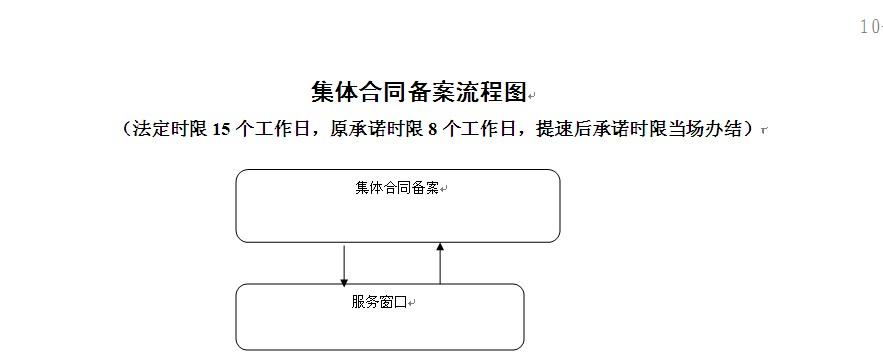 10
集体合同备案流程图
（法定时限 15 个工作日，原承诺时限 8 个工作日，提速后承诺时限当场办结）
集体合同备案
服务窗口